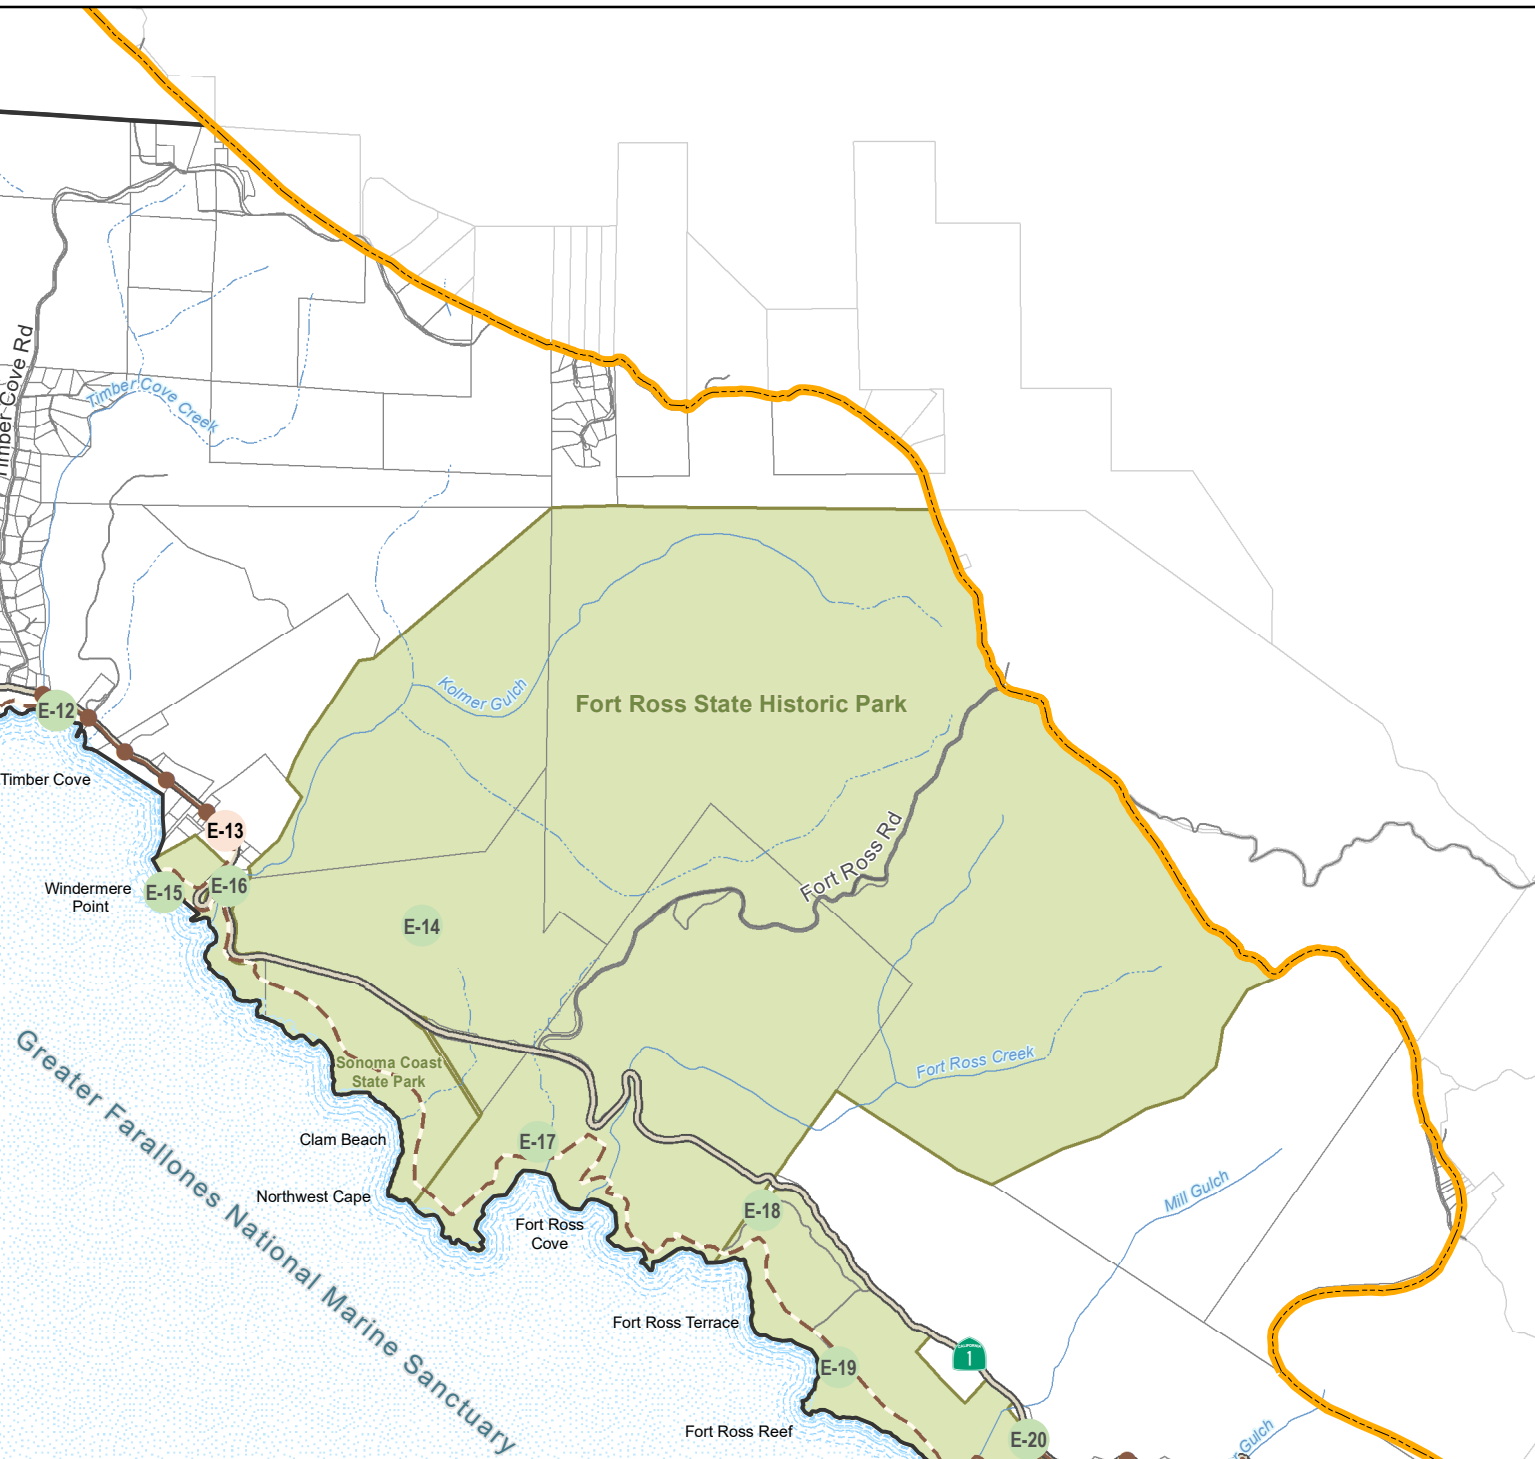 Timber Cove Rd
Timber Cove Creek
Kolmer Gulch
Fort Ross State Historic Park
E-12
Timber Cove
E-13
Windermere
Point
E-15
E-16
E-14
Fort Ross Rd
Sonoma Coast
State Park
Fort Ross Creek
Greater Farallones National Marine Sanctuary
Clam Beach
E-17
Northwest Cape
Fort Ross
Cove
E-18
Mill Gulch
Fort Ross Terrace
CALIFORNIA
1
E-19
Fort Ross Reef
E-20
Gulch